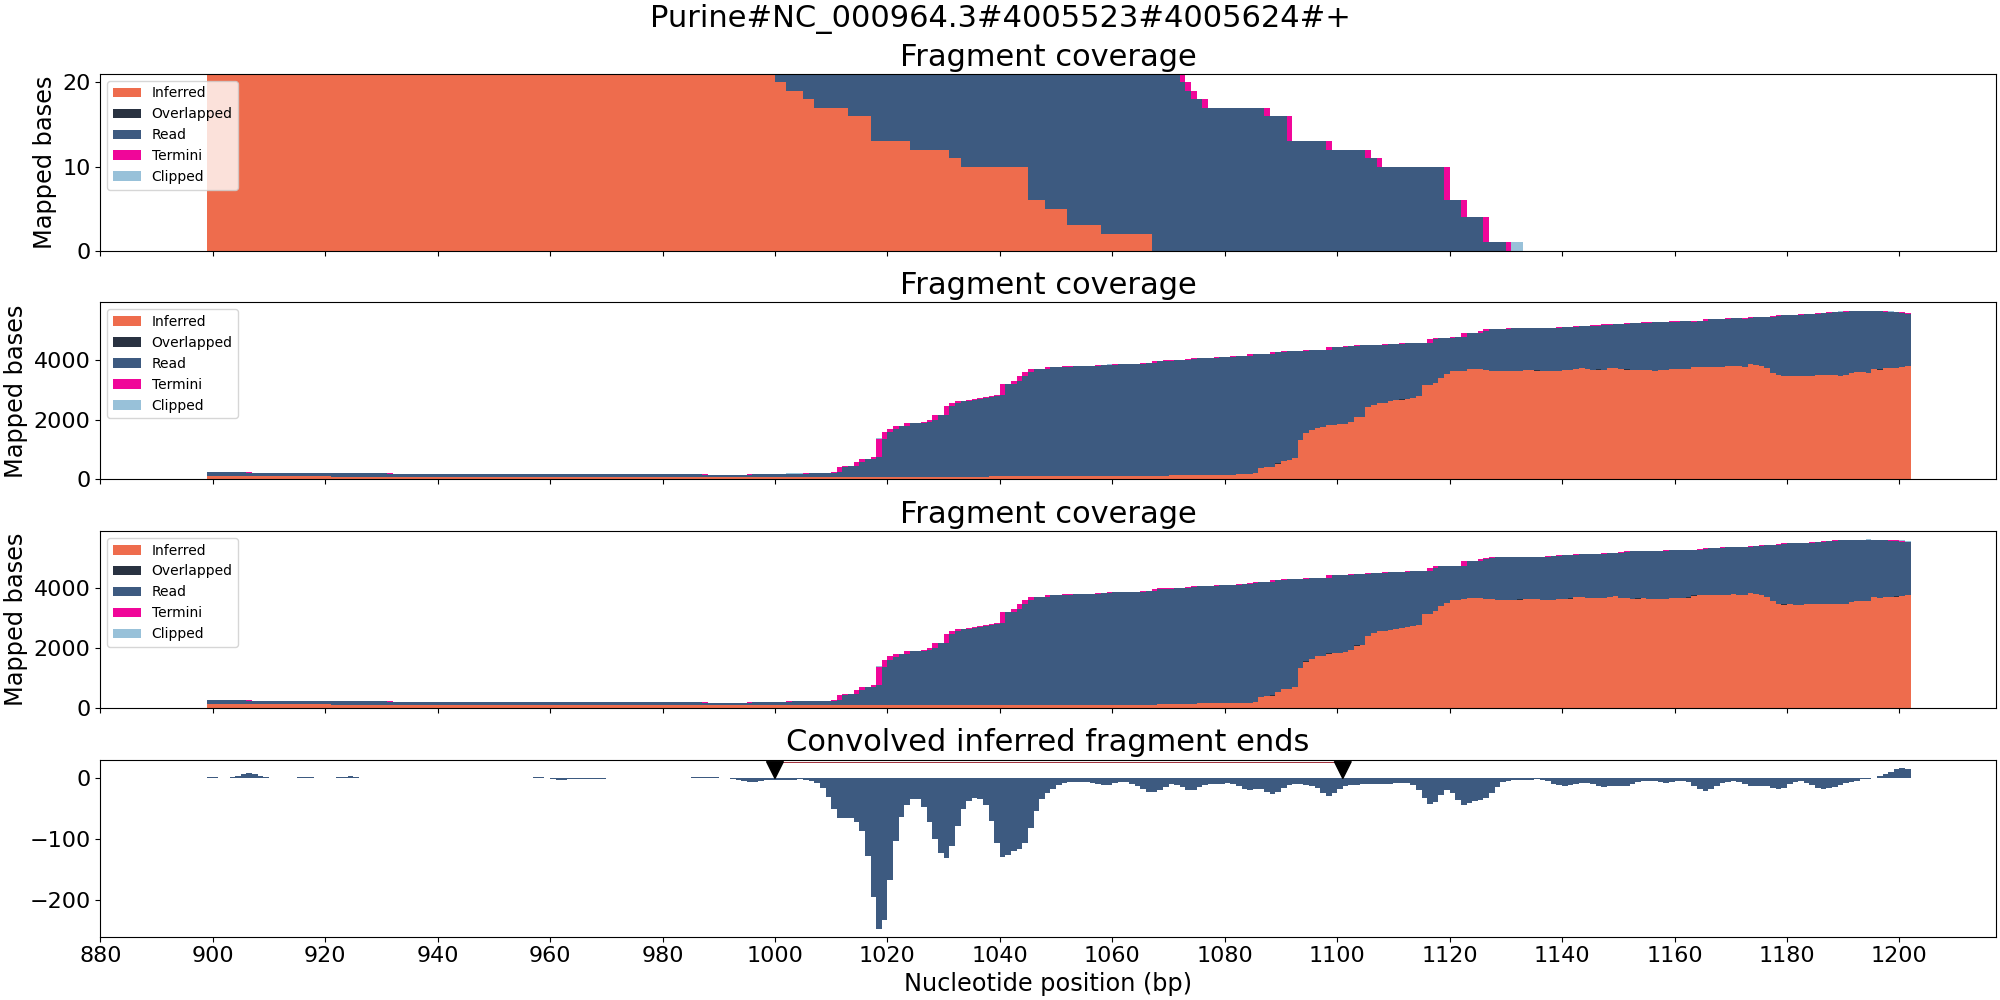 Purine#NC_000964.3#4005523#4005624#+
Fragment coverage
Mapped bases
20
10
0
Inferred
Overlapped
Read
Termini
Clipped
Fragment coverage
Mapped bases
4000
2000
0
Inferred
Overlapped
Read
Termini
Clipped
Fragment coverage
Mapped bases
4000
2000
0
Inferred
Overlapped
Read
Termini
Clipped
Convolved inferred fragment ends
0
−100
−200
880 900 920 940 960 980 1000 1020 1040 1060 1080 1100 1120 1140 1160 1180 1200
Nucleotide position (bp)